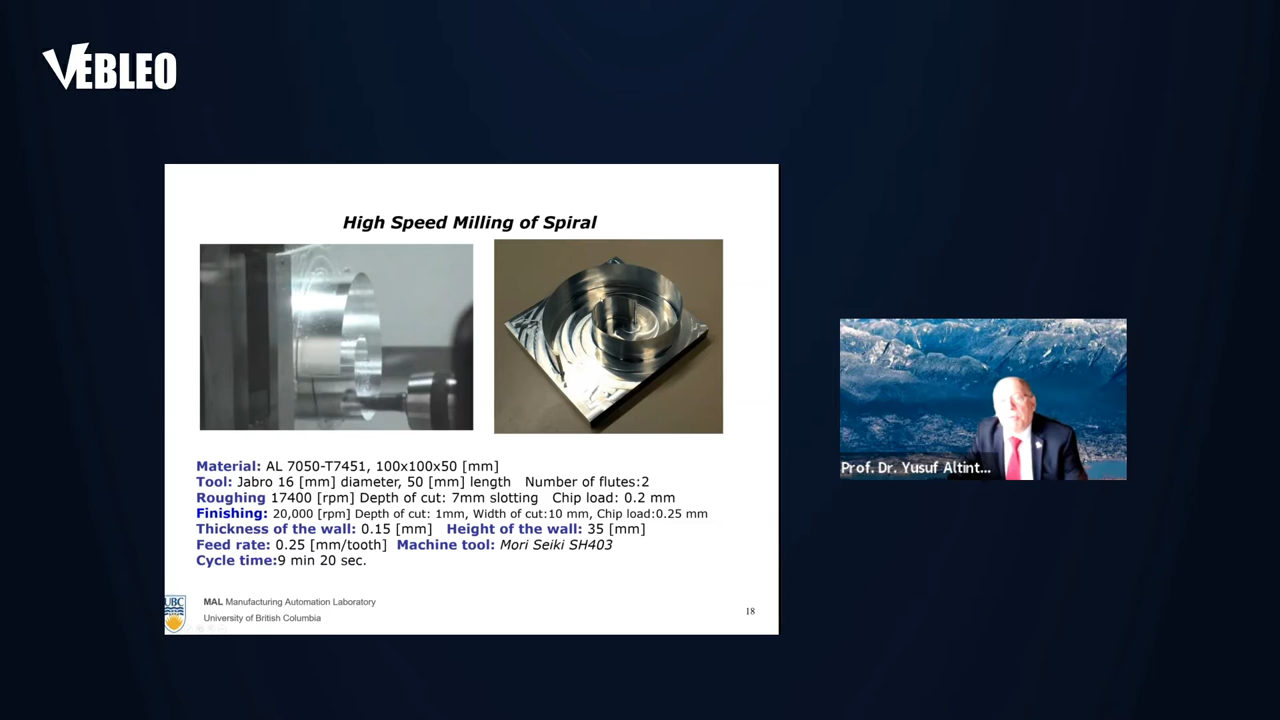 VEBLEO
High Speed Milling of Spiral
Material: AL 7050-T7451, 100x100x50 [mm]
Tool: Jabro 16 [mm] diameter, 50 [mm] length Number of flutes:2
Roughing 17400 [rpm] Depth of cut: 7mm slotting Chip load: 0.2 mm
Finishing: 20,000 [rpm] Depth of cut: 1mm, Width of cut:10 mm, Chip load:0.25 mm
Thickness of the wall: 0.15 [mm] Height of the wall: 35 [mm]
Feed rate: 0.25 [mm/tooth] Machine tool: Mori Seiki SH403
Cycle time:9 min 20 sec.
UBC
MAL Manufacturing Automation Laboratory
University of British Columbia
18
Prof. Dr. Yusuf Altint...